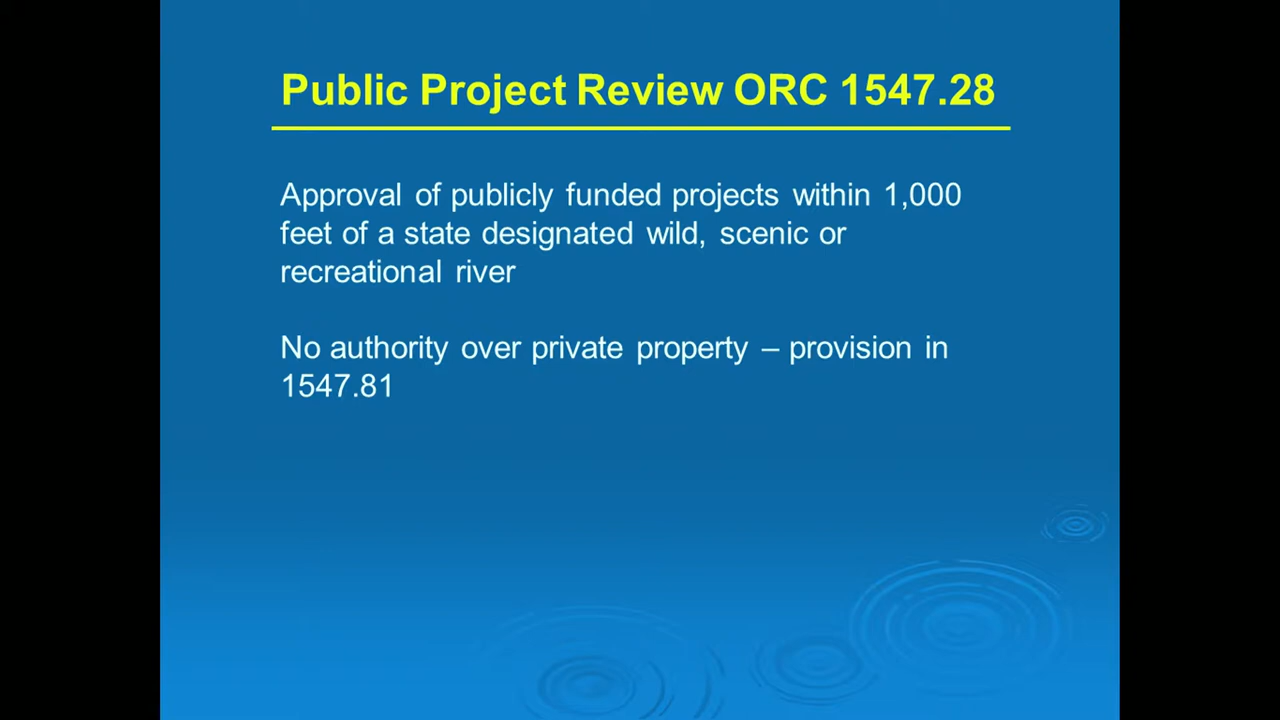 Public Project Review ORC 1547.28
Approval of publicly funded projects within 1,000
feet of a state designated wild, scenic or
recreational river
No authority over private property – provision in
1547.81